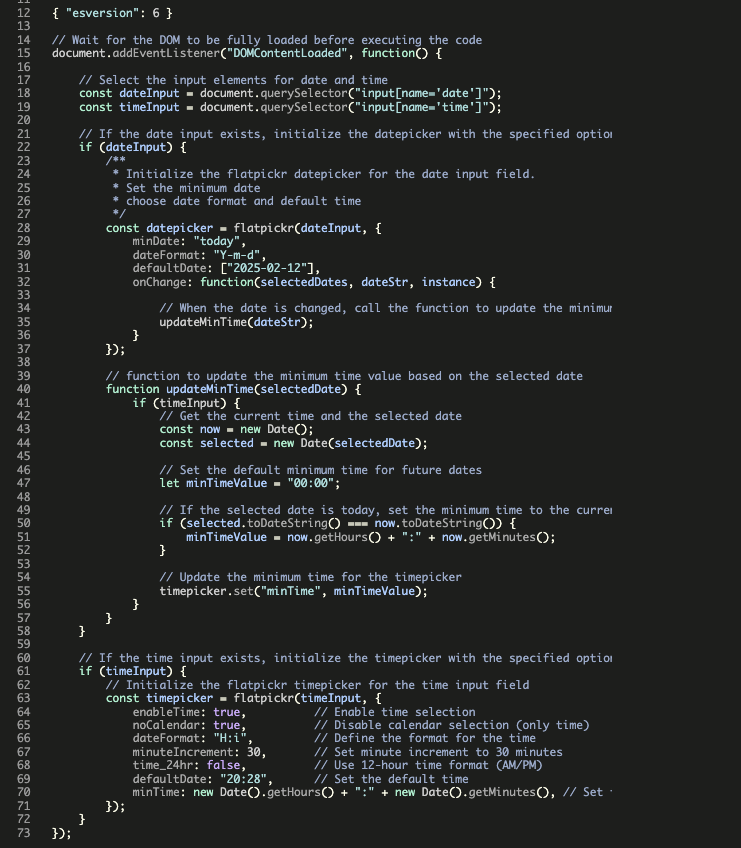 12 { "esversion": 6 }
13
14 // Wait for the DOM to be fully loaded before executing the code
15 document.addEventListener("DOMContentLoaded", function() {
16
17     // Select the input elements for date and time
18     const dateInput = document.querySelector("input[name='date']");
19     const timeInput = document.querySelector("input[name='time']");
20
21     // If the date input exists, initialize the datepicker with the specified option
22     if (dateInput) {
23         /**
24          * Initialize the flatpickr datepicker for the date input field.
25          * Set the minimum date
26          * choose date format and default time
27          */
28         const datepicker = flatpickr(dateInput, {
29             minDate: "today",
30             dateFormat: "Y-m-d",
31             defaultDate: ["2025-02-12"],
32             onChange: function(selectedDates, dateStr, instance) {
33
34                 // When the date is changed, call the function to update the minimum
35                 updateMinTime(dateStr);
36             }
37         });
38
39         // function to update the minimum time value based on the selected date
40         function updateMinTime(selectedDate) {
41             if (timeInput) {
42                 // Get the current time and the selected date
43                 const now = new Date();
44                 const selected = new Date(selectedDate);
45
46                 // Set the default minimum time for future dates
47                 let minTimeValue = "00:00";
48
49                 // If the selected date is today, set the minimum time to the curren
50                 if (selected.toDateString() === now.toDateString()) {
51                     minTimeValue = now.getHours() + ":" + now.getMinutes();
52                 }
53
54                 // Update the minimum time for the timepicker
55                 timepicker.set("minTime", minTimeValue);
56             }
57         }
58     }
59
60     // If the time input exists, initialize the timepicker with the specified option
61     if (timeInput) {
62         // Initialize the flatpickr timepicker for the time input field
63         const timepicker = flatpickr(timeInput, {
64             enableTime: true,          // Enable time selection
65             noCalendar: true,          // Disable calendar selection (only time)
66             dateFormat: "H:i",         // Define the format for the time
67             minuteIncrement: 30,       // Set minute increment to 30 minutes
68             time_24hr: false,          // Use 12-hour time format (AM/PM)
69             defaultDate: "20:28",      // Set the default time
70             minTime: new Date().getHours() + ":" + new Date().getMinutes(), // Set
71         });
72     }
73 });